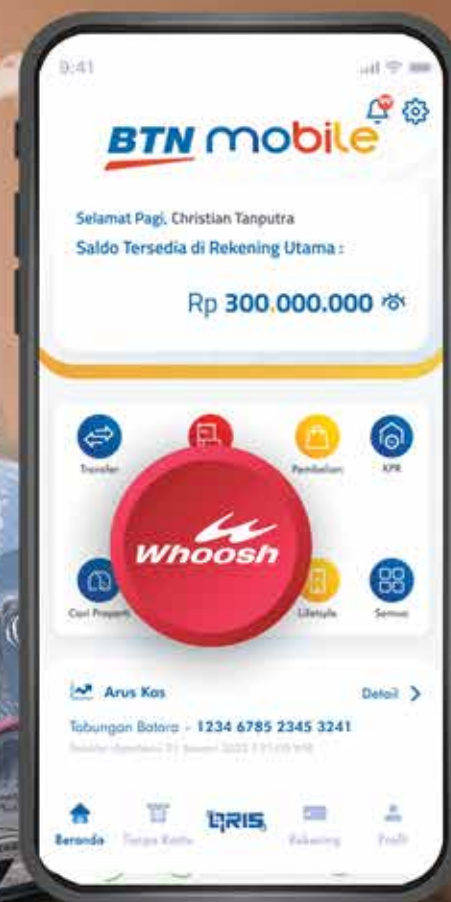 9:41
BTN mobile
Selamat Pagi, Christian Tanputra
Saldo Tersedia di Rekening Utama :
Rp 300.000.000
Transfer
Pembelian
KPR
Whoosh
Cari Properti
Lifestyle
Semua
Arus Kas
Detail
Tabungan Batara - 1234 6785 2345 3241
Beranda
Tanpa Kartu
QRIS
Rekening
Profil